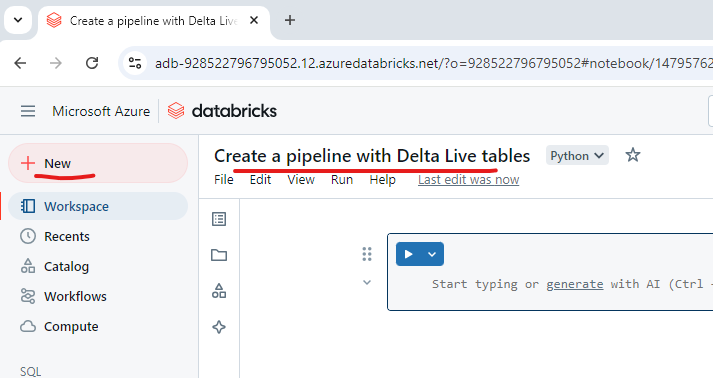 Create a pipeline with Delta Live
adb-928522796795052.12.azuredatabricks.net/?o=928522796795052#notebook/14795762
Microsoft Azure databricks
New
Workspace
Recents
Catalog
Workflows
Compute
SQL
Create a pipeline with Delta Live tables Python
File Edit View Run Help Last edit was now
Start typing or generate with AI (Ctrl